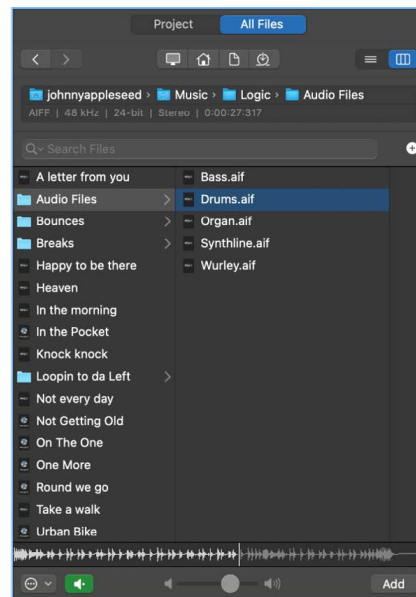 Project All Files
johnnyappleseed › Music › Logic › Audio Files
AIFF | 48 kHz | 24-bit | Stereo | 0:00:27:317
Search Files
A letter from you Bass.aif
Audio Files Drums.aif
Bounces Organ.aif
Breaks Synthline.aif
Happy to be there Wurley.aif
Heaven
In the morning
In the Pocket
Knock knock
Loopin to da Left
Not every day
Not Getting Old
On The One
One More
Round we go
Take a walk
Urban Bike
Add